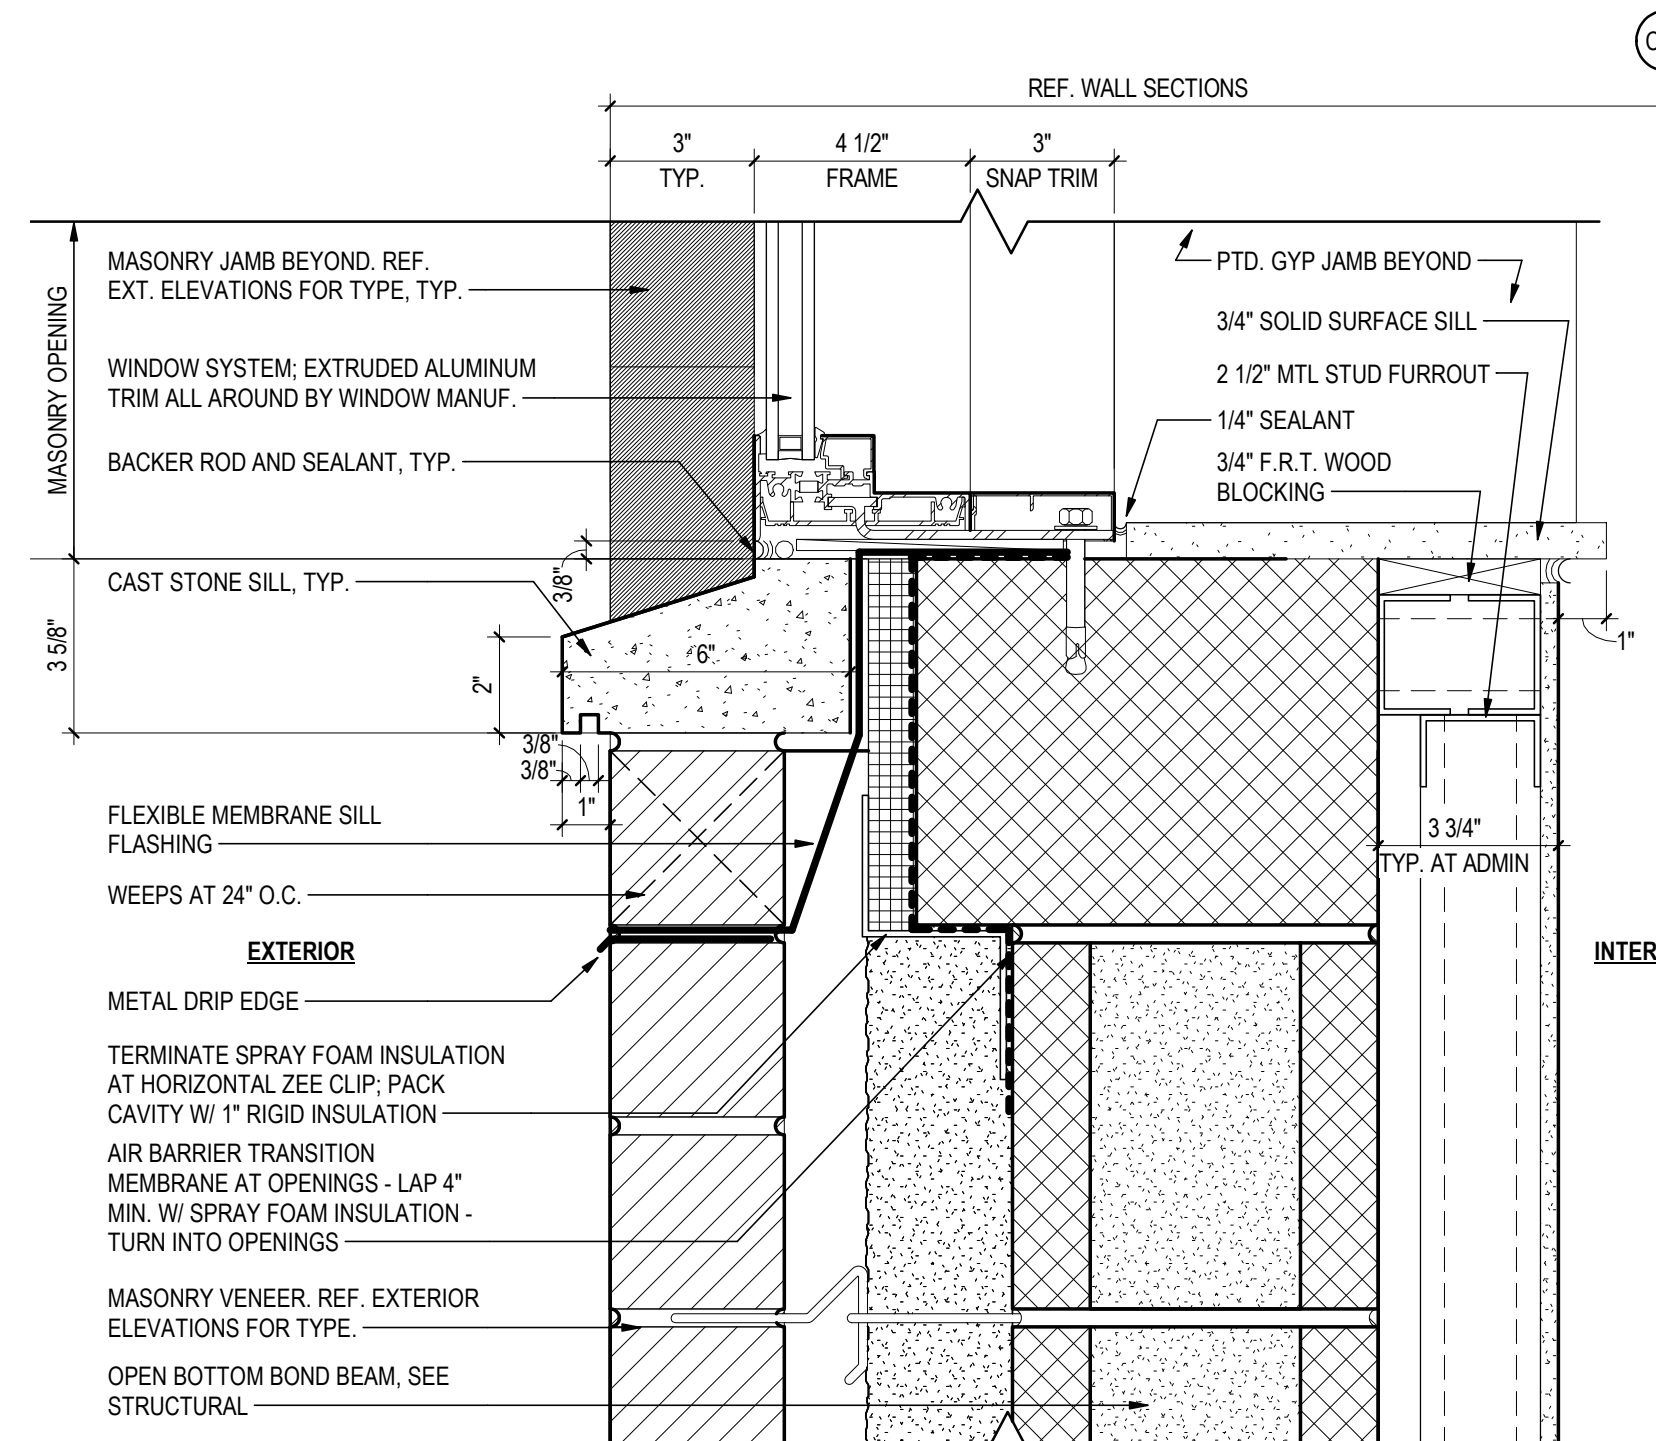 REF. WALL SECTIONS
3"
4 1/2"
3"
TYP.
FRAME
SNAP TRIM
MASONRY OPENING
3 5/8"
MASONRY JAMB BEYOND. REF.
EXT. ELEVATIONS FOR TYPE, TYP.
WINDOW SYSTEM; EXTRUDED ALUMINUM
TRIM ALL AROUND BY WINDOW MANUF.
BACKER ROD AND SEALANT, TYP.
CAST STONE SILL, TYP.
3/8"
6"
2"
3/8"
3/8"
1"
FLEXIBLE MEMBRANE SILL
FLASHING
WEEPS AT 24" O.C.
EXTERIOR
METAL DRIP EDGE
TERMINATE SPRAY FOAM INSULATION
AT HORIZONTAL ZEE CLIP; PACK
CAVITY W/ 1" RIGID INSULATION
AIR BARRIER TRANSITION
MEMBRANE AT OPENINGS - LAP 4"
MIN. W/ SPRAY FOAM INSULATION -
TURN INTO OPENINGS
MASONRY VENEER. REF. EXTERIOR
ELEVATIONS FOR TYPE.
OPEN BOTTOM BOND BEAM, SEE
STRUCTURAL
PTD. GYP JAMB BEYOND
3/4" SOLID SURFACE SILL
2 1/2" MTL STUD FURROUT
1/4" SEALANT
3/4" F.R.T. WOOD
BLOCKING
1"
3 3/4"
TYP. AT ADMIN
INTER